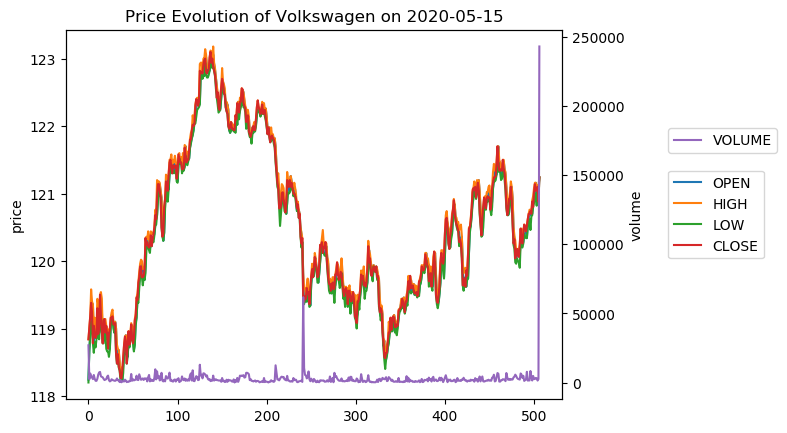 Price Evolution of Volkswagen on 2020-05-15
price
123
122
121
120
119
118
0
100
200
300
400
500
250000
200000
150000
100000
50000
0
volume
VOLUME
OPEN
HIGH
LOW
CLOSE